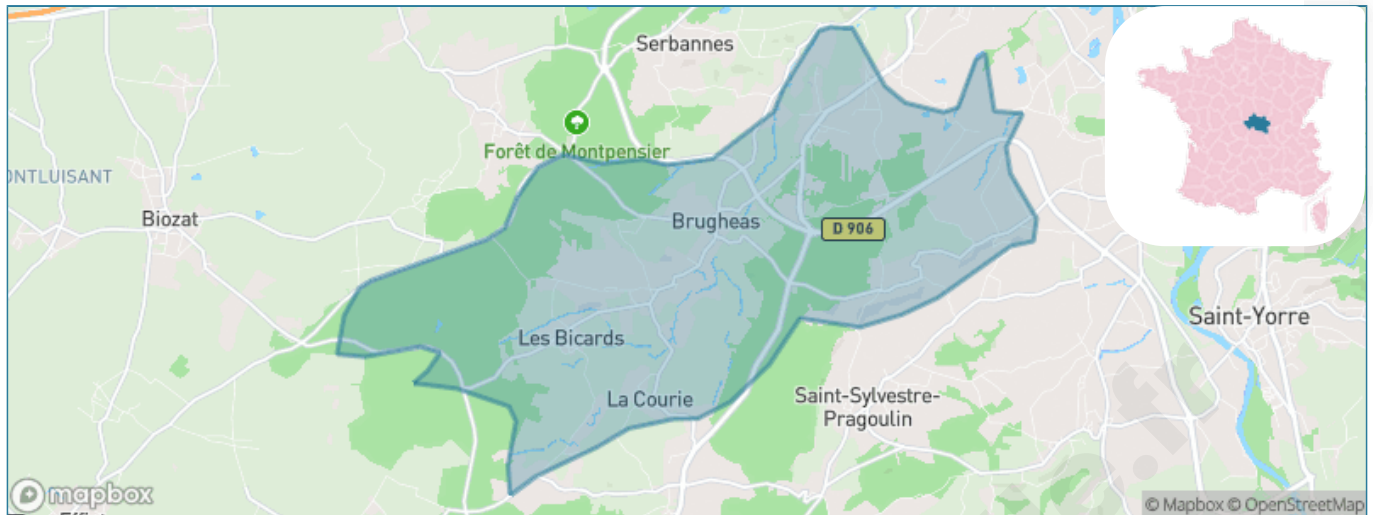 Serbannes
Forêt de Montpensier
ONTLUISANT
Biozat
Brugheas
D 906
Saint-Yorre
Les Bicards
La Courie
Saint-Sylvestre-
Pragoulin
mapbox
© Mapbox © OpenStreetMap